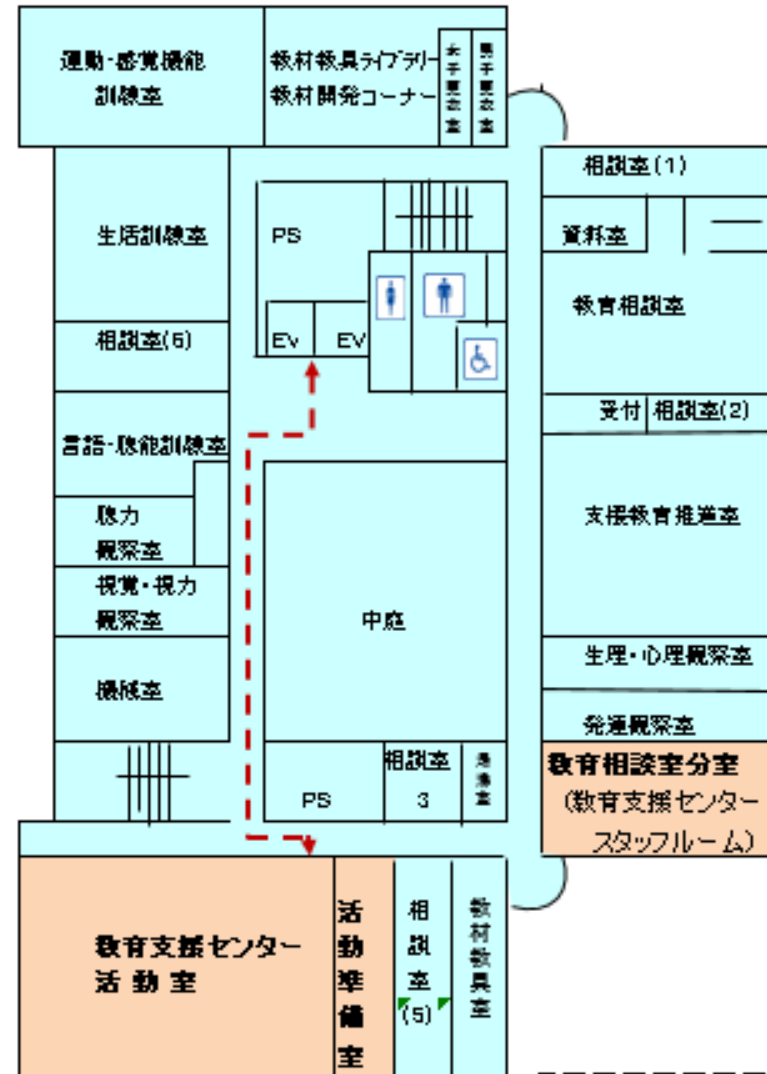 運動・感覚機能
訓練室
教材教具ライブラリー
教材開発コーナー
女子更衣室
男子更衣室
相談室(1)
生活訓練室
PS
資料室
教育相談室
相談室(6)
EV
EV
受付
相談室(2)
言語・聴能訓練室
聴力
観察室
支援教育推進室
視覚・視力
観察室
中庭
生理・心理観察室
機械室
発達観察室
相談室
3
湯沸室
PS
教育相談室分室
(教育支援センター
スタッフルーム)
教育支援センター
活動室
活動準備室
相談室(5)
教材教具室